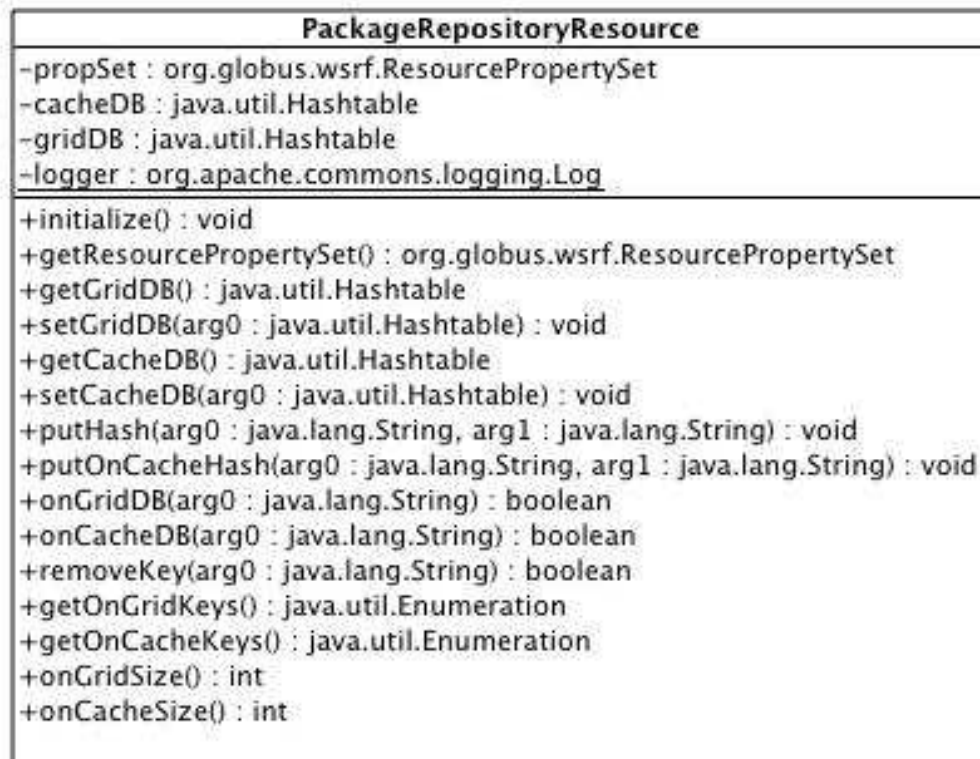 PackageRepositoryResource
-propSet : org.globus.wsrf.ResourcePropertySet
-cacheDB : java.util.Hashtable
-gridDB : java.util.Hashtable
-logger : org.apache.commons.logging.Log
+initialize() : void
+getResourcePropertySet() : org.globus.wsrf.ResourcePropertySet
+getGridDB() : java.util.Hashtable
+setGridDB(arg0 : java.util.Hashtable) : void
+getCacheDB() : java.util.Hashtable
+setCacheDB(arg0 : java.util.Hashtable) : void
+putHash(arg0 : java.lang.String, arg1 : java.lang.String) : void
+putOnCacheHash(arg0 : java.lang.String, arg1 : java.lang.String) : void
+onGridDB(arg0 : java.lang.String) : boolean
+onCacheDB(arg0 : java.lang.String) : boolean
+removeKey(arg0 : java.lang.String) : boolean
+getOnGridKeys() : java.util.Enumeration
+getOnCacheKeys() : java.util.Enumeration
+onGridSize() : int
+onCacheSize() : int